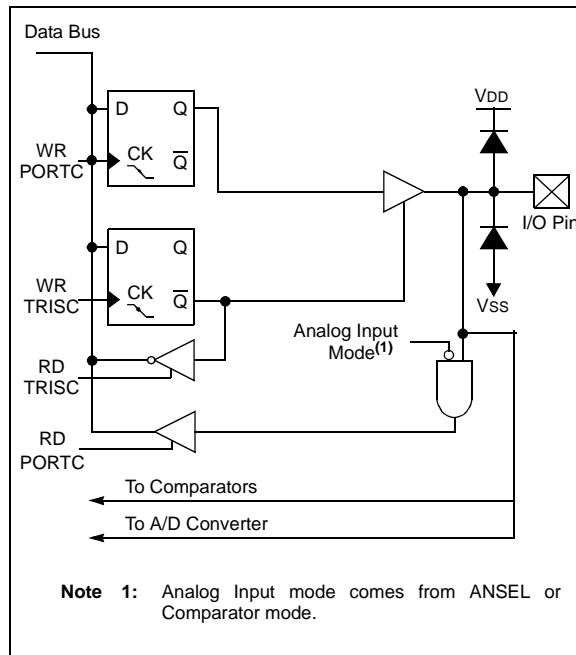 Data Bus
D Q
WR
PORTC
CK Q
VDD
I/O Pin
D Q
WR
TRISC
CK Q
VSS
Analog Input
Mode(1)
RD
TRISC
RD
PORTC
To Comparators
To A/D Converter
Note 1: Analog Input mode comes from ANSEL or
Comparator mode.